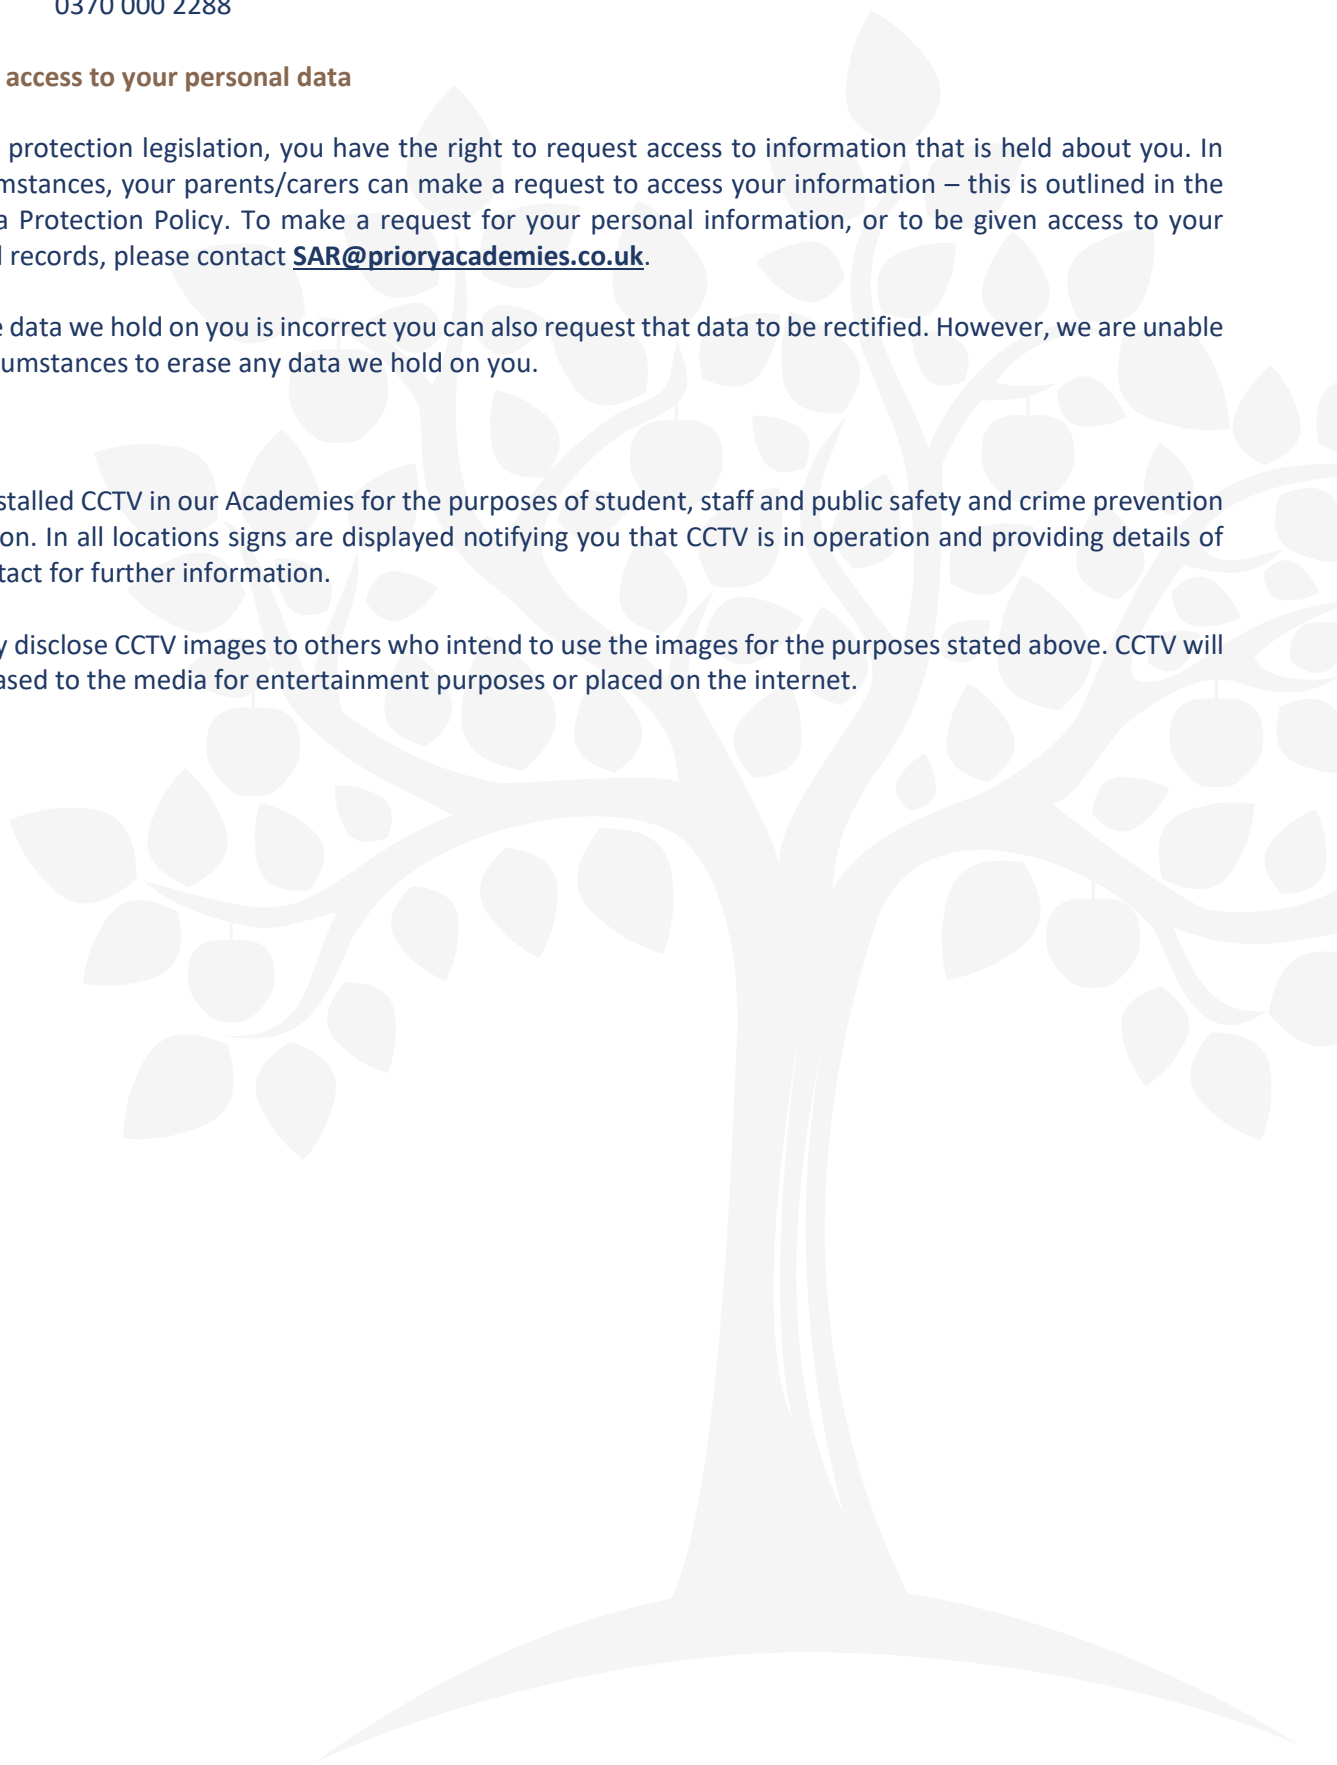 0370 000 2288
access to your personal data
protection legislation, you have the right to request access to information that is held about you. In
mstances, your parents/carers can make a request to access your information – this is outlined in the
a Protection Policy. To make a request for your personal information, or to be given access to your
l records, please contact SAR@prioryacademies.co.uk.
e data we hold on you is incorrect you can also request that data to be rectified. However, we are unable
umstances to erase any data we hold on you.
stalled CCTV in our Academies for the purposes of student, staff and public safety and crime prevention
on. In all locations signs are displayed notifying you that CCTV is in operation and providing details of
tact for further information.
y disclose CCTV images to others who intend to use the images for the purposes stated above. CCTV will
ased to the media for entertainment purposes or placed on the internet.